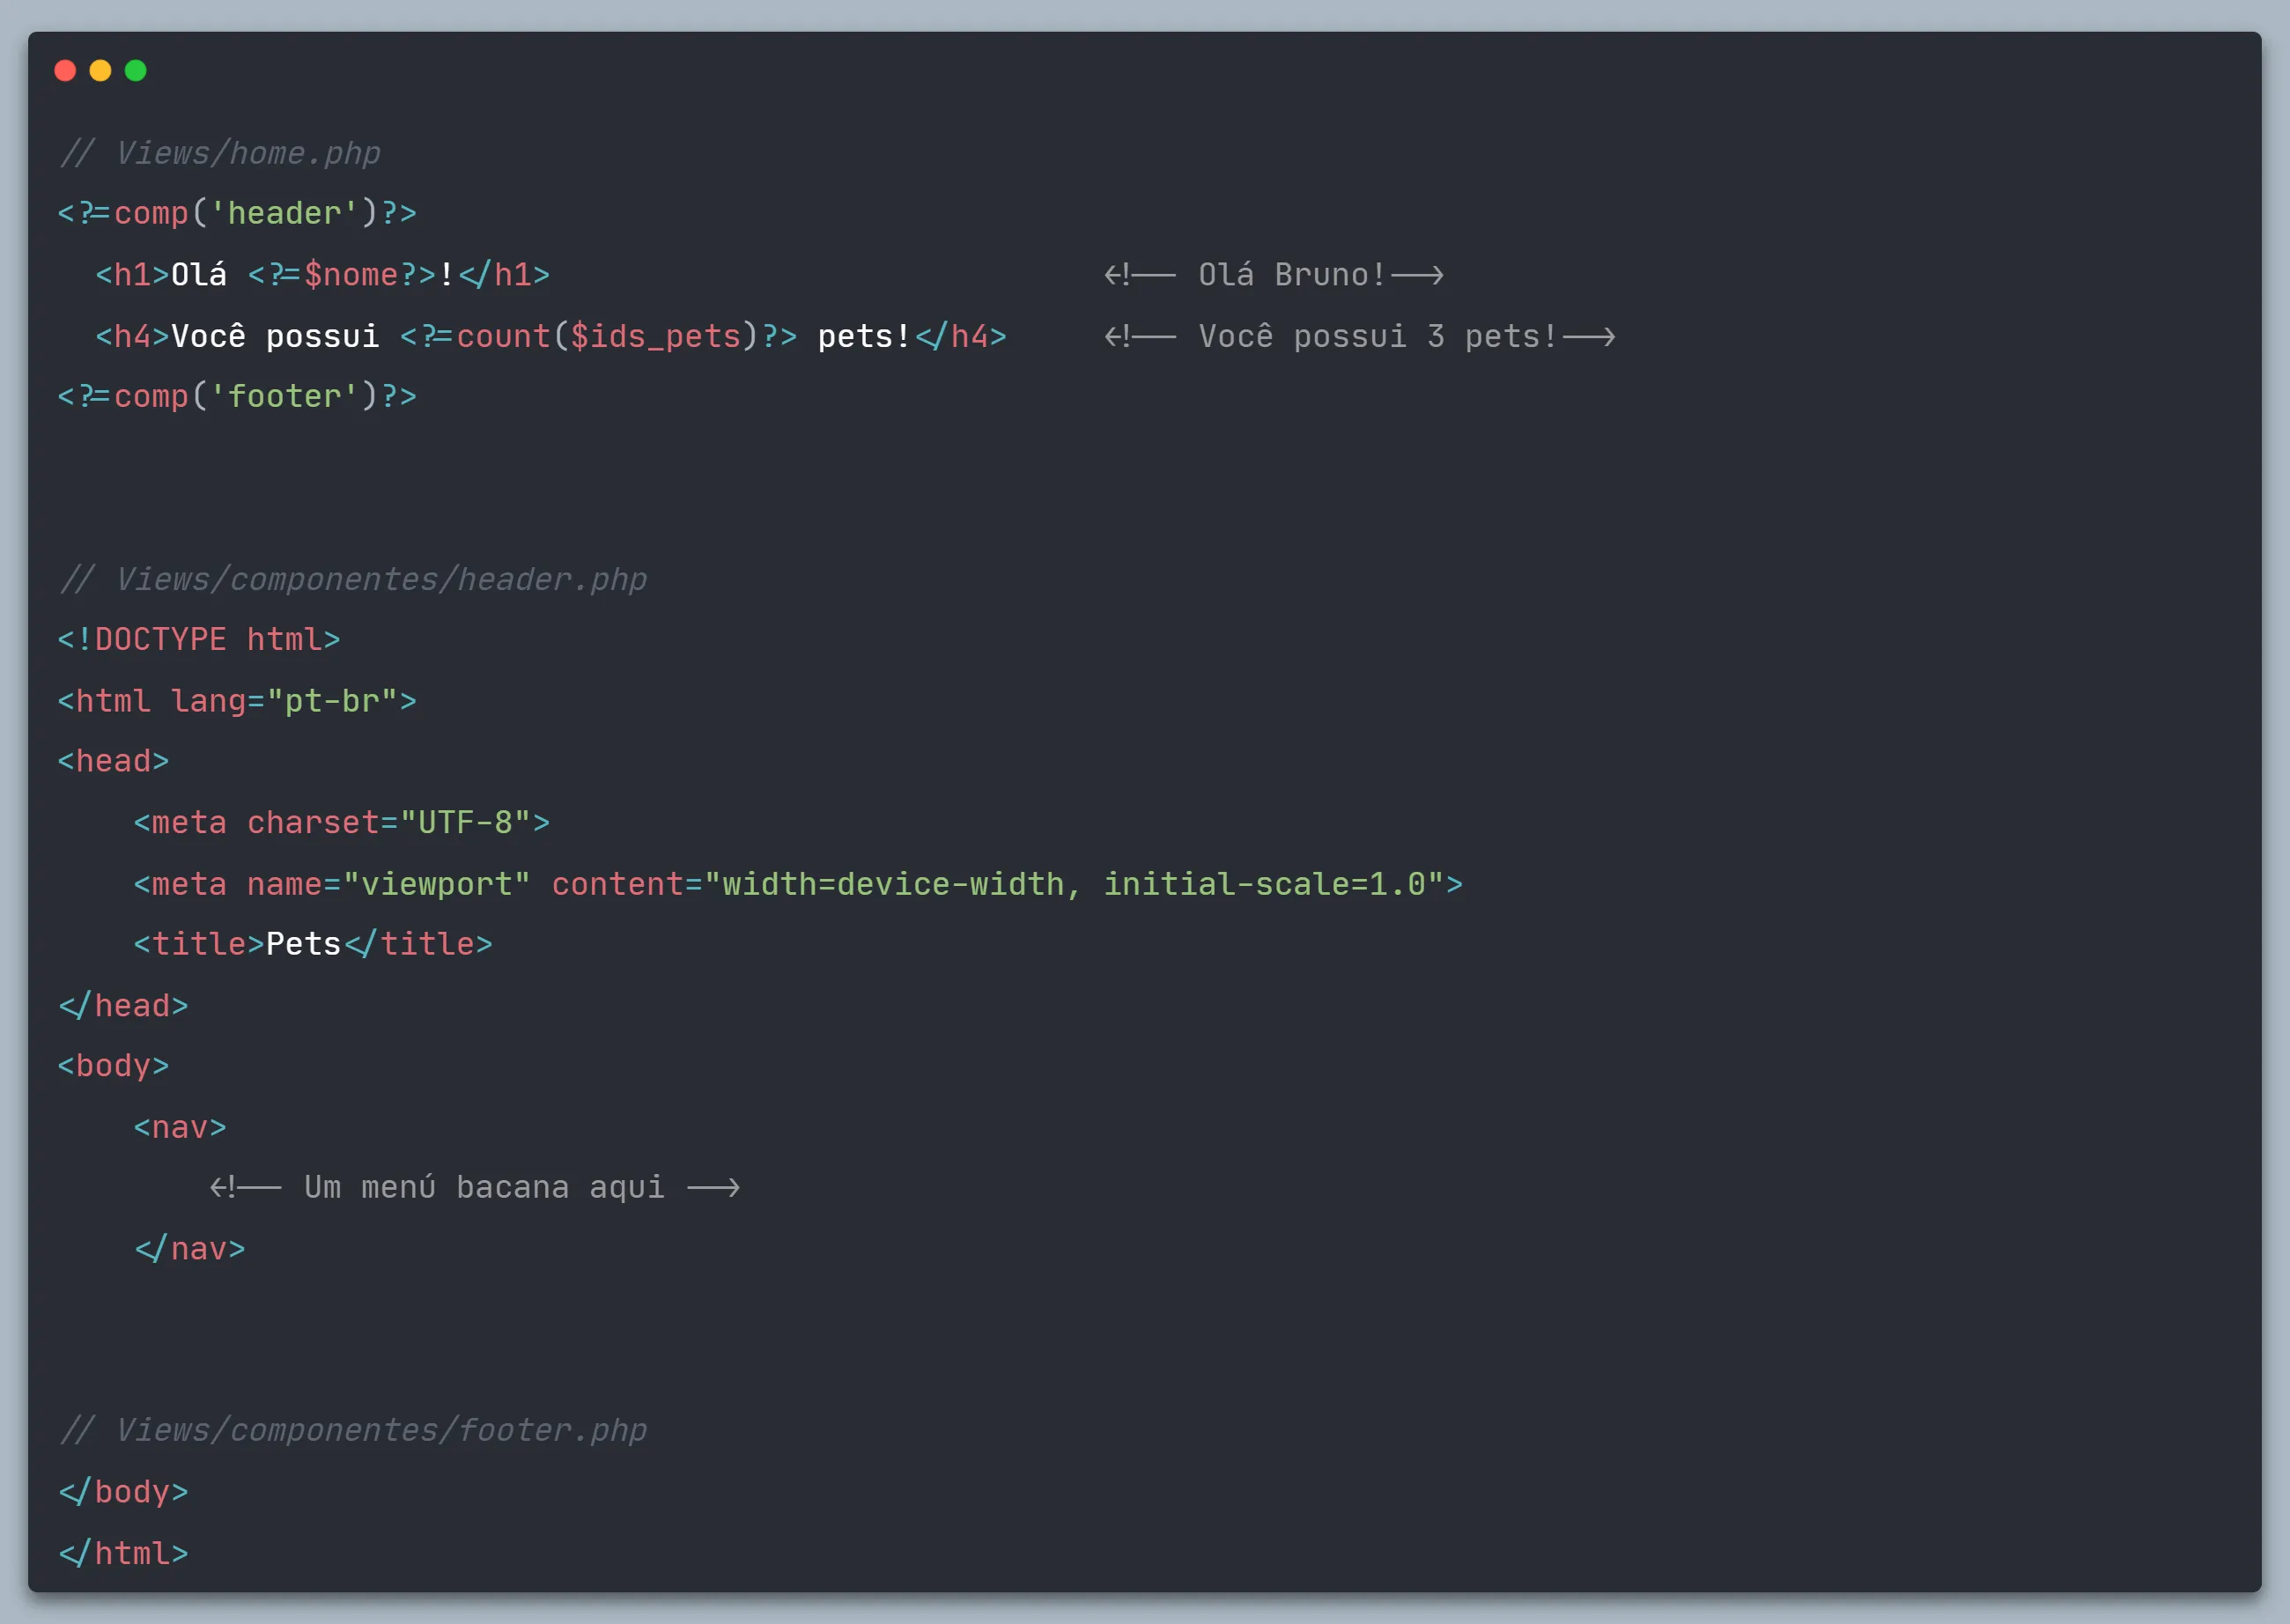 // Views/home.php
<?=comp('header')?>
  <h1>Olá <?=$nome?>!</h1>                             <!-- Olá Bruno!-->
  <h4>Você possui <?=count($ids_pets)?> pets!</h4>     <!-- Você possui 3 pets!-->
<?=comp('footer')?>
// Views/componentes/header.php
<!DOCTYPE html>
<html lang="pt-br">
<head>
    <meta charset="UTF-8">
    <meta name="viewport" content="width=device-width, initial-scale=1.0">
    <title>Pets</title>
</head>
<body>
    <nav>
        <!-- Um menú bacana aqui -->
    </nav>
// Views/componentes/footer.php
</body>
</html>